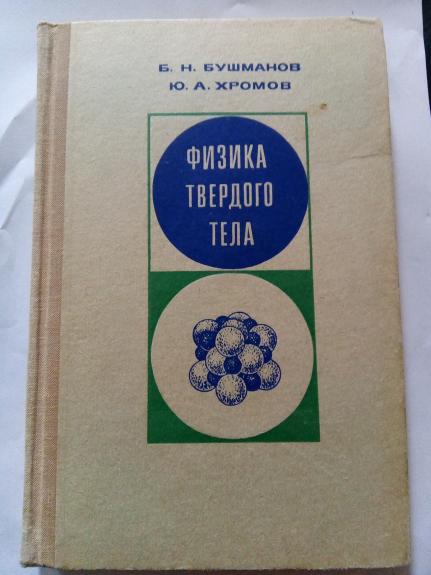 Б. Н. БУШМАНОВ
Ю. А. ХРОМОВ
ФИЗИКА
ТВЕРДОГО
ТЕЛА